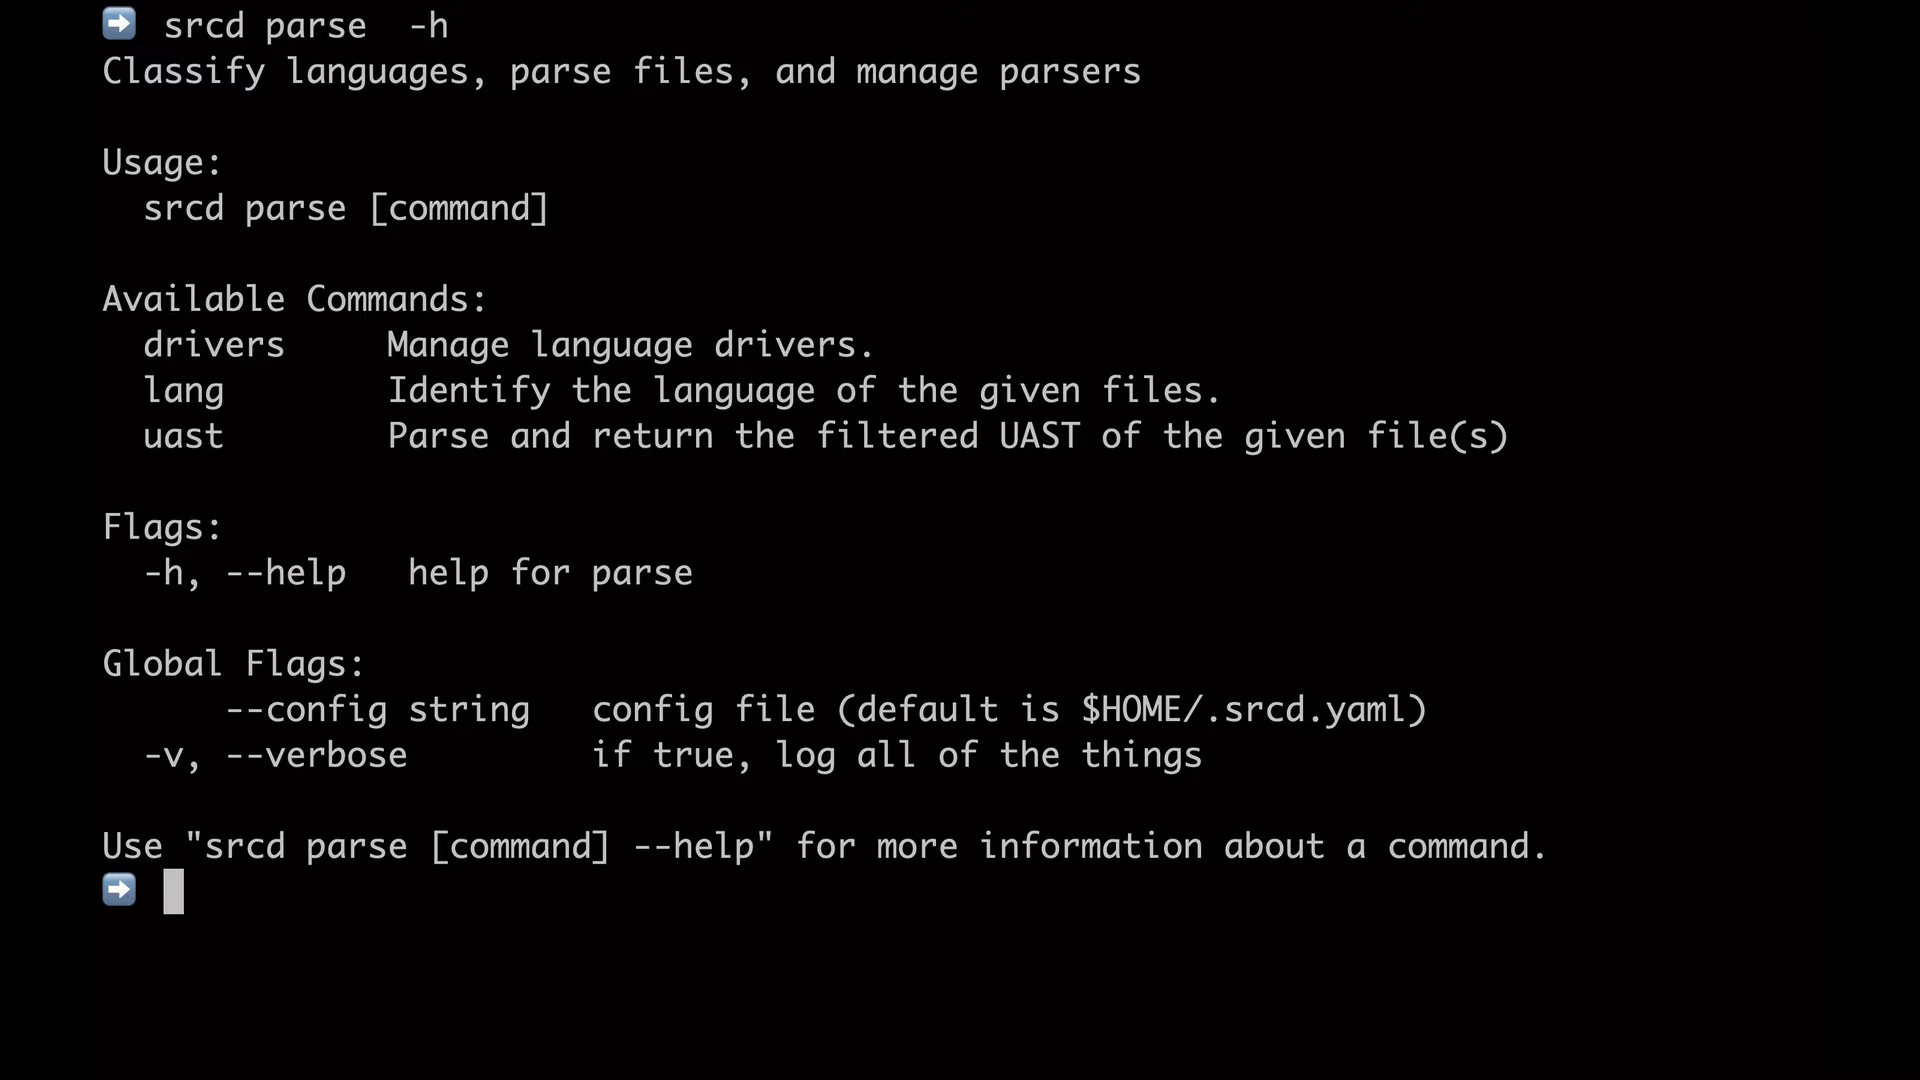 ➡ srcd parse  -h
Classify languages, parse files, and manage parsers

Usage:
  srcd parse [command]

Available Commands:
  drivers     Manage language drivers.
  lang        Identify the language of the given files.
  uast        Parse and return the filtered UAST of the given file(s)

Flags:
  -h, --help   help for parse

Global Flags:
      --config string   config file (default is $HOME/.srcd.yaml)
  -v, --verbose         if true, log all of the things

Use "srcd parse [command] --help" for more information about a command.
➡